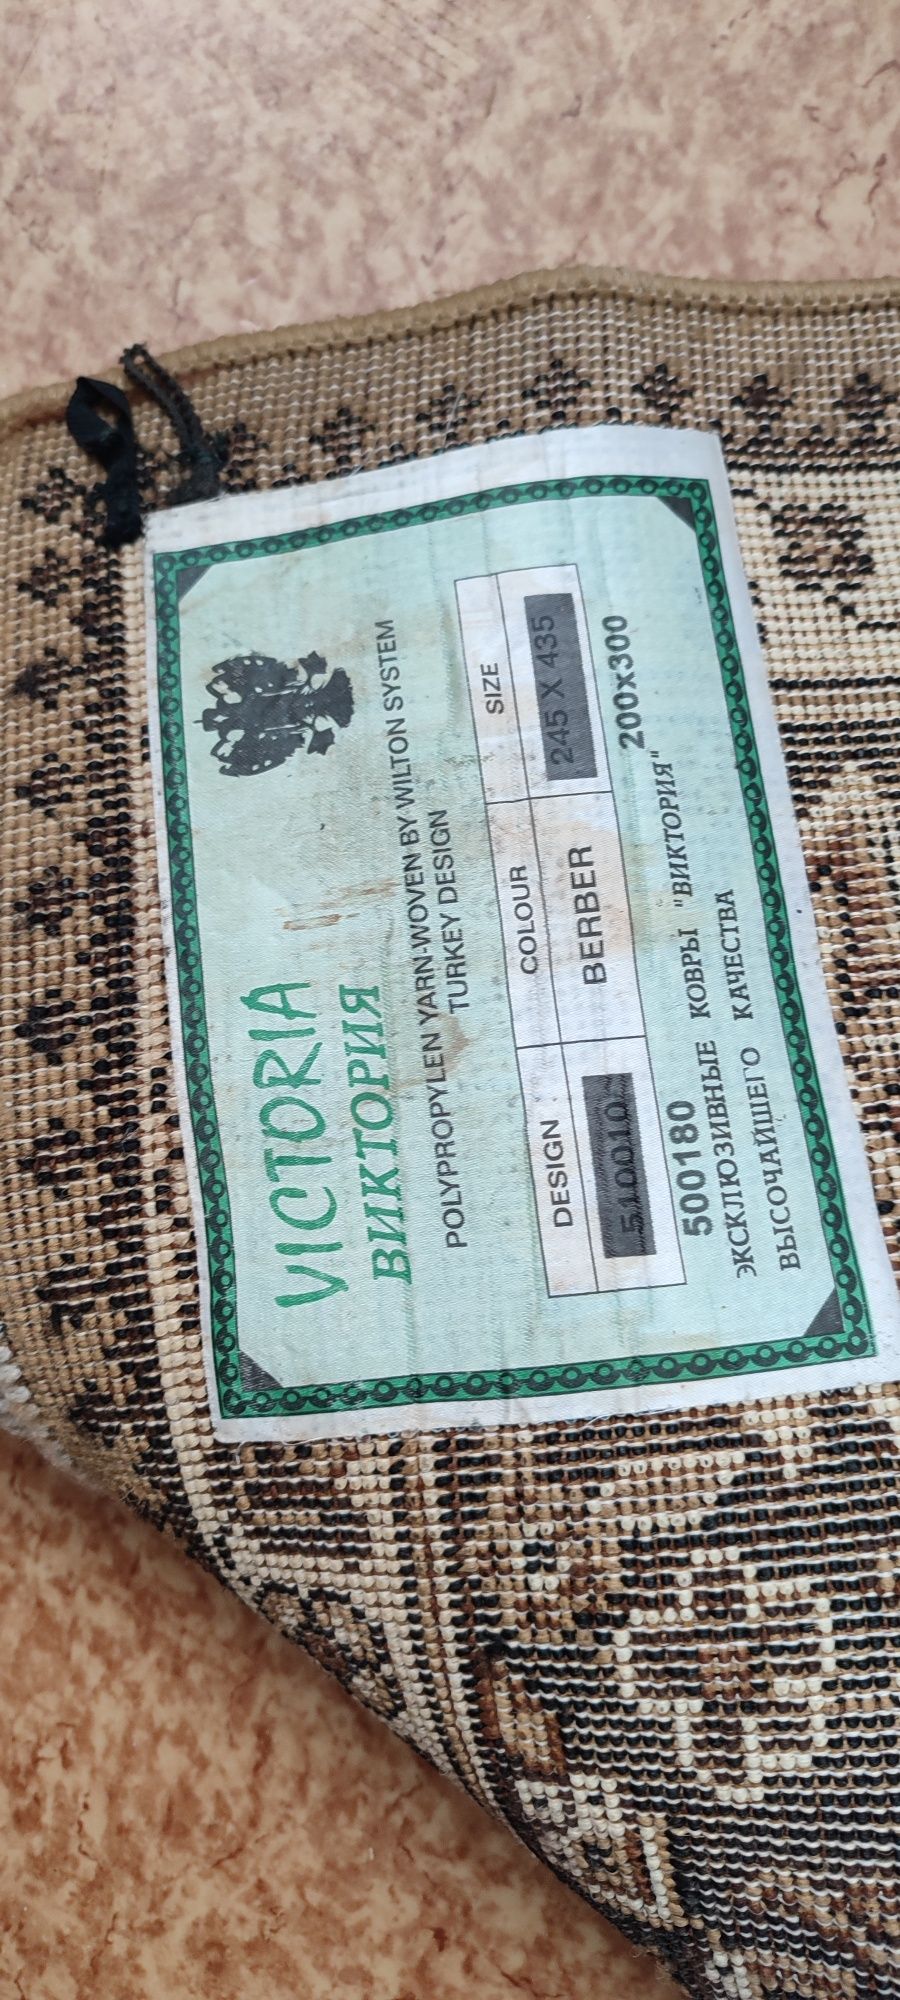 VICTORIA
ВИКТОРИЯ
POLYPROPYLEN YARN-WOVEN BY WILTON SYSTEM
TURKEY DESIGN
DESIGN COLOUR SIZE
510010 BERBER 245 X 435
500180 200x300
ЭКСКЛЮЗИВНЫЕ КОВРЫ "ВИКТОРИЯ"
ВЫСОЧАЙШЕГО КАЧЕСТВА